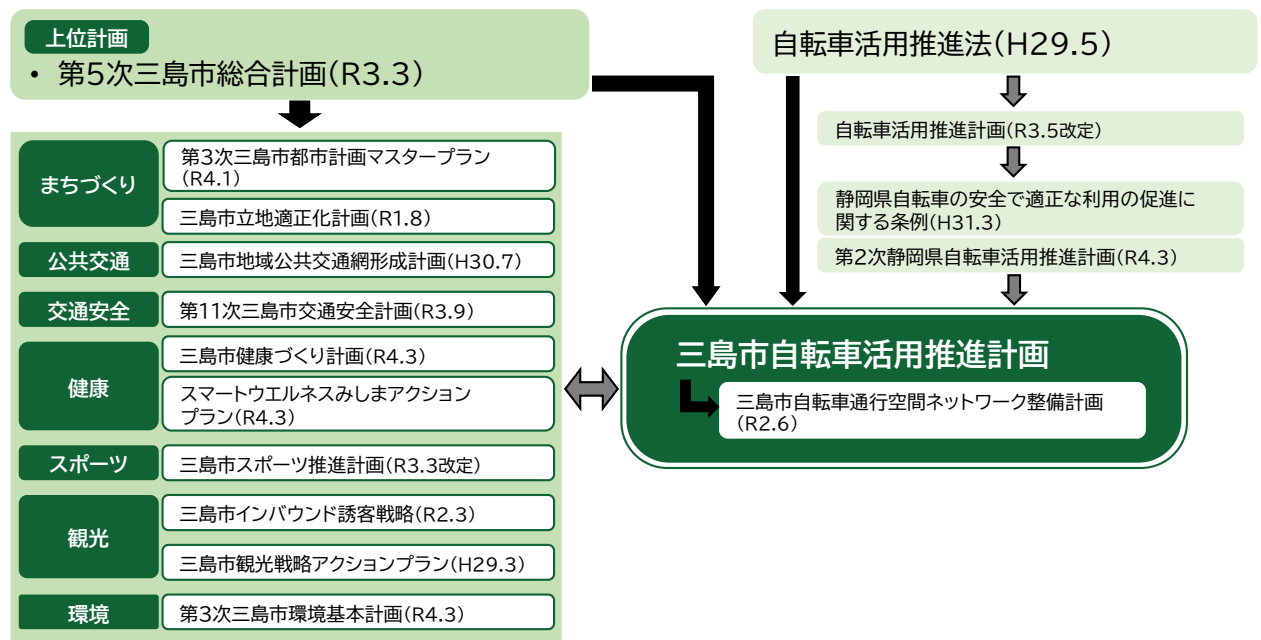 上位計画
• 第5次三島市総合計画(R3.3)
まちづくり
第3次三島市都市計画マスタープラン
(R4.1)
三島市立地適正化計画(R1.8)
公共交通
三島市地域公共交通網形成計画(H30.7)
交通安全
第11次三島市交通安全計画(R3.9)
健康
三島市健康づくり計画(R4.3)
スマートウエルネスみしまアクション
プラン(R4.3)
スポーツ
三島市スポーツ推進計画(R3.3改定)
観光
三島市インバウンド誘客戦略(R2.3)
三島市観光戦略アクションプラン(H29.3)
環境
第3次三島市環境基本計画(R4.3)
自転車活用推進法(H29.5)
自転車活用推進計画(R3.5改定)
静岡県自転車の安全で適正な利用の促進に
関する条例(H31.3)
第2次静岡県自転車活用推進計画(R4.3)
三島市自転車活用推進計画
三島市自転車通行空間ネットワーク整備計画
(R2.6)